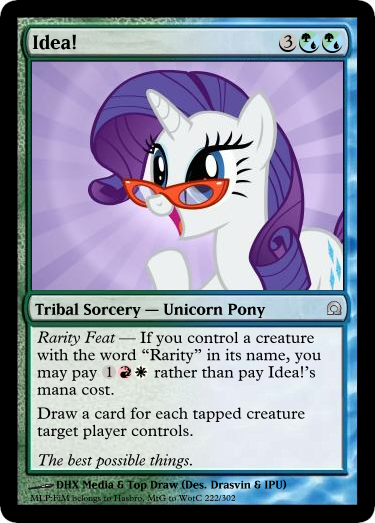 Idea! 3
Tribal Sorcery — Unicorn Pony
Rarity Feat — If you control a creature
with the word “Rarity” in its name, you
may pay 1 rather than pay Idea!'s
mana cost.
Draw a card for each tapped creature
target player controls.
The best possible things.
DHX Media & Top Draw (Des. Drasvin & IPU)
MLP:FiM belongs to Hasbro, MtG to WotC 222/302